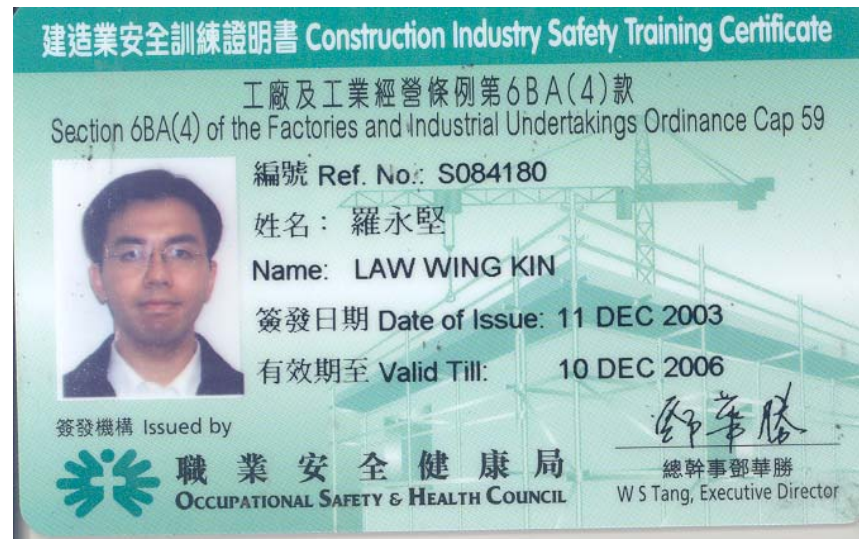 建造業安全訓練證明書 Construction Industry Safety Training Certificate
工廠及工業經營條例第6BA(4)款
Section 6BA(4) of the Factories and Industrial Undertakings Ordinance Cap 59
編號 Ref. No.: S084180
姓名： 羅永堅
Name: LAW WING KIN
簽發日期 Date of Issue: 11 DEC 2003
有效期至 Valid Till: 10 DEC 2006
簽發機構 Issued by
職業安全健康局
OCCUPATIONAL SAFETY & HEALTH COUNCIL
鄧華勝
總幹事鄧華勝
W S Tang, Executive Director